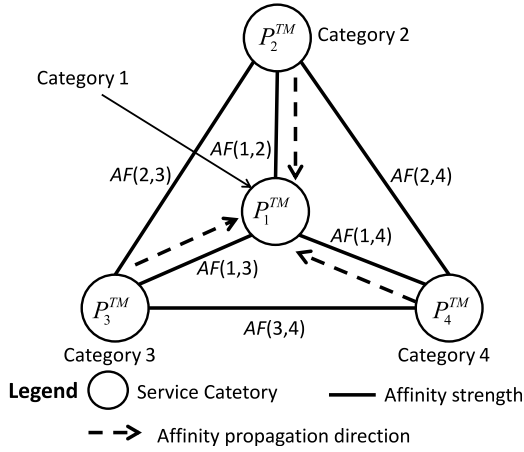 P_2^{TM} Category 2
Category 1
AF(1,2)
AF(2,3)
AF(2,4)
P_1^{TM}
AF(1,4)
AF(1,3)
P_3^{TM}
P_4^{TM}
AF(3,4)
Category 3
Category 4
Legend Service Catetory Affinity strength
Affinity propagation direction